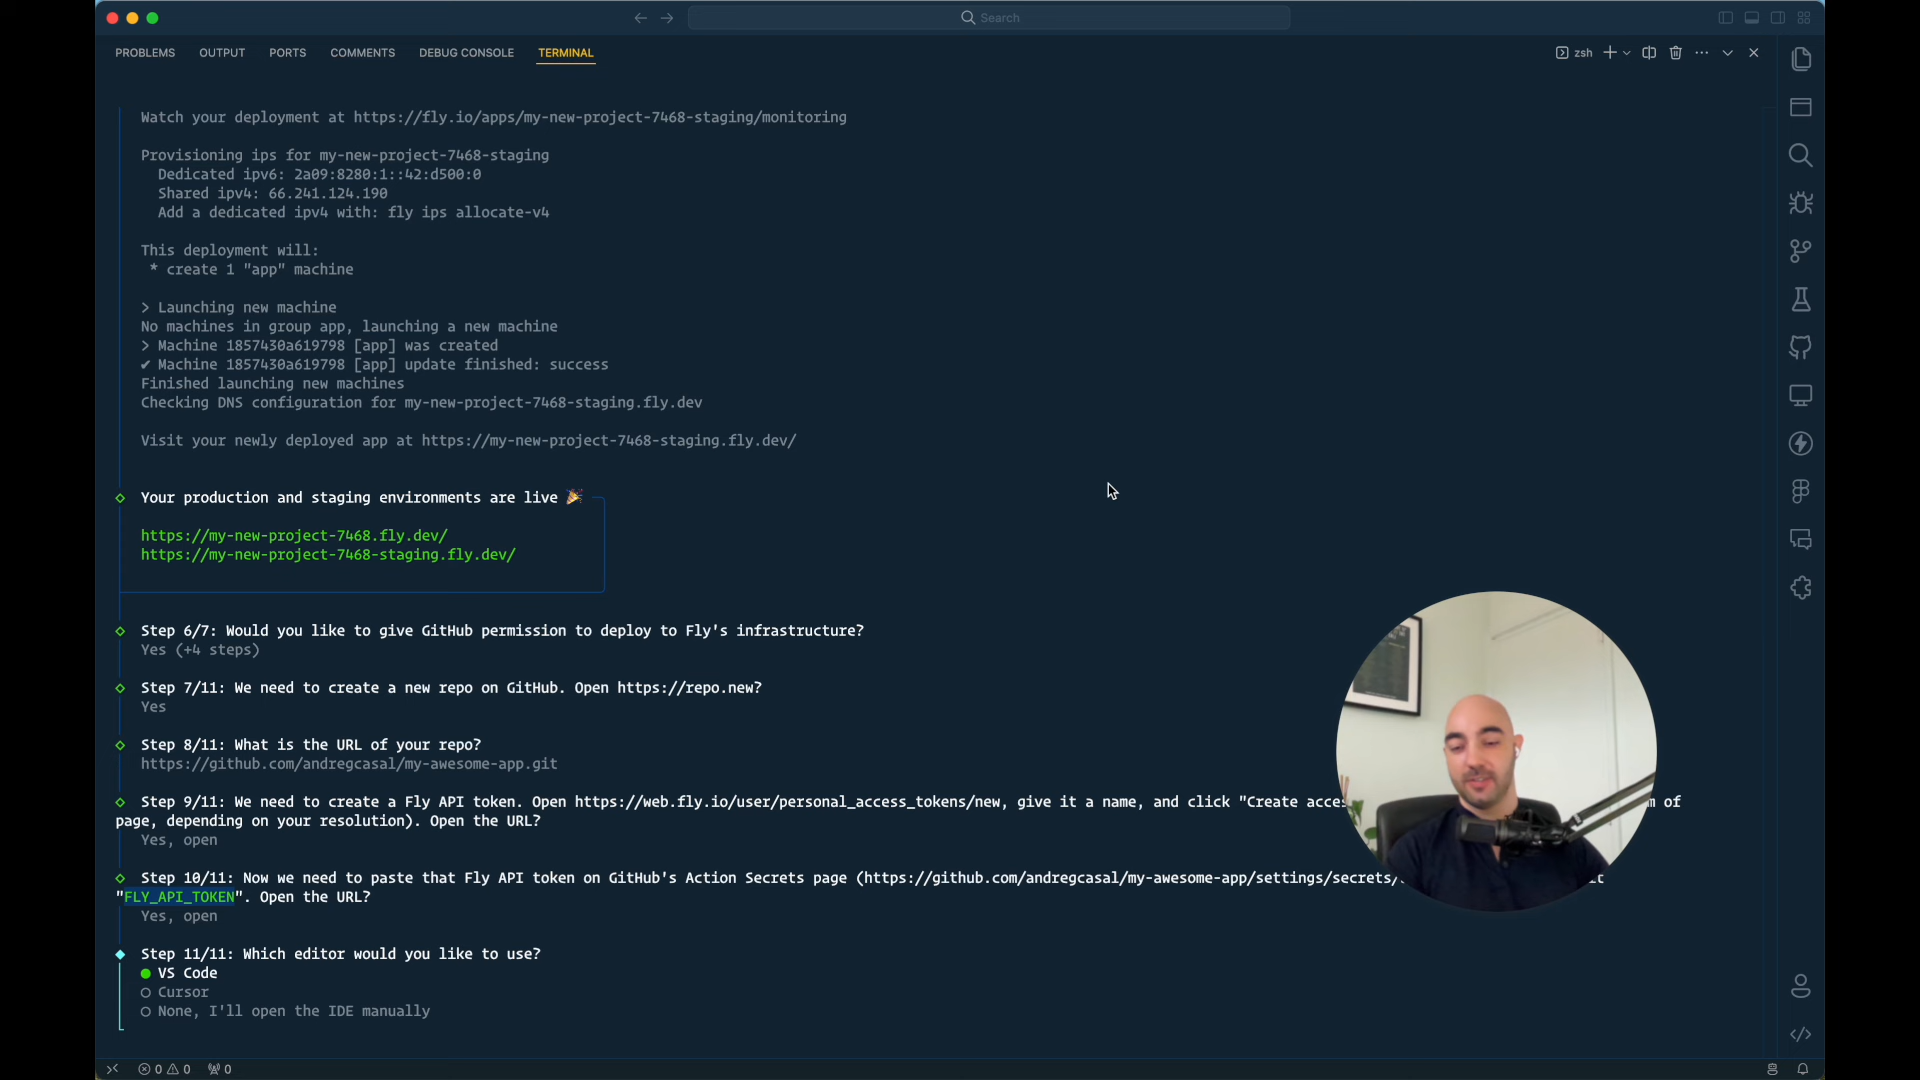 Search
PROBLEMS OUTPUT PORTS COMMENTS DEBUG CONSOLE TERMINAL
zsh
Watch your deployment at https://fly.io/apps/my-new-project-7468-staging/monitoring
Provisioning ips for my-new-project-7468-staging
Dedicated ipv6: 2a09:8280:1::42:d500:0
Shared ipv4: 66.241.124.190
Add a dedicated ipv4 with: fly ips allocate-v4
This deployment will:
* create 1 "app" machine
> Launching new machine
No machines in group app, launching a new machine
> Machine 1857430a619798 [app] was created
✔ Machine 1857430a619798 [app] update finished: success
Finished launching new machines
Checking DNS configuration for my-new-project-7468-staging.fly.dev
Visit your newly deployed app at https://my-new-project-7468-staging.fly.dev/
Your production and staging environments are live 🎉
https://my-new-project-7468.fly.dev/
https://my-new-project-7468-staging.fly.dev/
Step 6/7: Would you like to give GitHub permission to deploy to Fly's infrastructure?
Yes (+4 steps)
Step 7/11: We need to create a new repo on GitHub. Open https://repo.new?
Yes
Step 8/11: What is the URL of your repo?
https://github.com/andregcasal/my-awesome-app.git
Step 9/11: We need to create a Fly API token. Open https://web.fly.io/user/personal_access_tokens/new, give it a name, and click "Create of
page, depending on your resolution). Open the URL?
Yes, open
Step 10/11: Now we need to paste that Fly API token on GitHub's Action Secrets page (https://github.com/andregcasal/my-awesome-app/settings/secrets/
"FLY_API_TOKEN". Open the URL?
Yes, open
Step 11/11: Which editor would you like to use?
VS Code
Cursor
None, I'll open the IDE manually
0 0 0